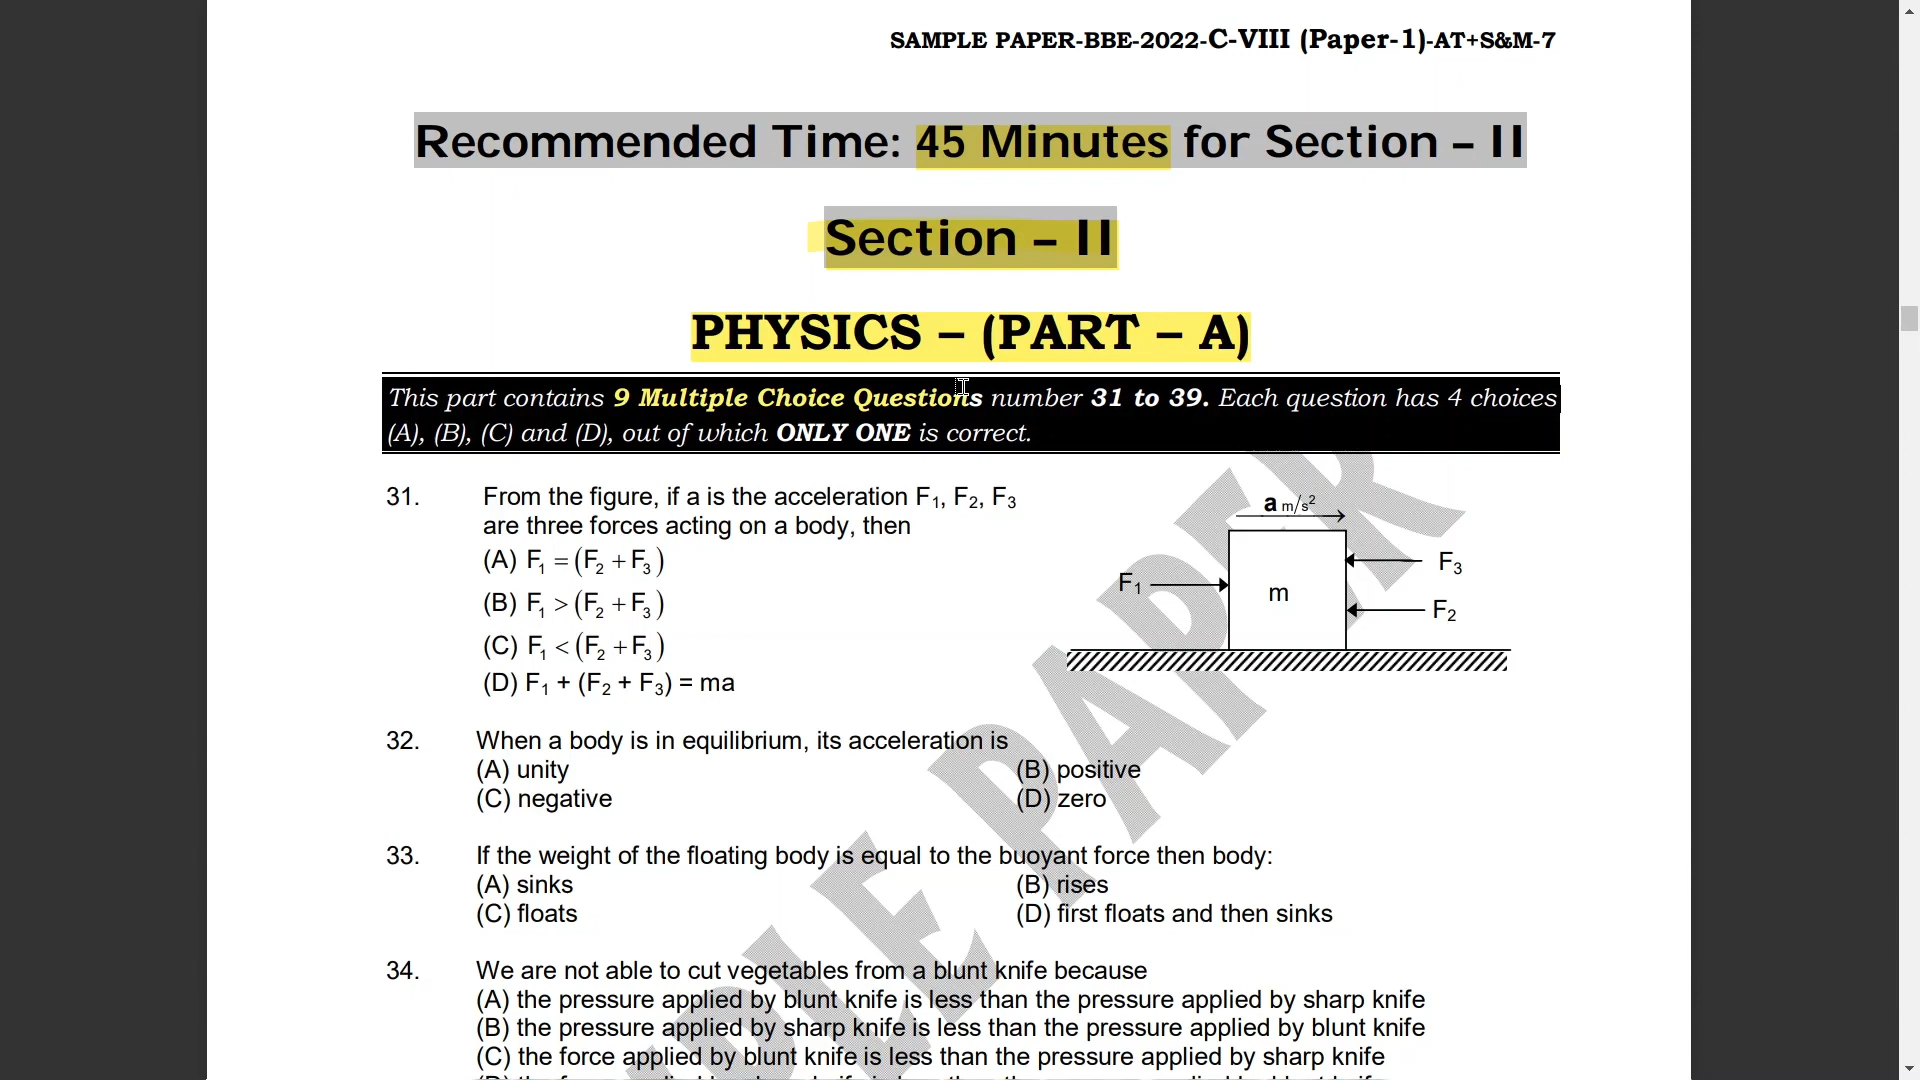 SAMPLE PAPER-BBE-2022-C-VIII (Paper-1)-AT+S&M-7
Recommended Time: 45 Minutes for Section – II
Section – II
PHYSICS – (PART – A)
This part contains 9 Multiple Choice Questions number 31 to 39. Each question has 4 choices
(A), (B), (C) and (D), out of which ONLY ONE is correct.
31. From the figure, if a is the acceleration F₁, F₂, F₃
are three forces acting on a body, then
(A) F₁ = (F₂ + F₃)
(B) F₁ > (F₂ + F₃)
(C) F₁ < (F₂ + F₃)
(D) F₁ + (F₂ + F₃) = ma
a m/s²
F₁
m
F₃
F₂
32. When a body is in equilibrium, its acceleration is
(A) unity (B) positive
(C) negative (D) zero
33. If the weight of the floating body is equal to the buoyant force then body:
(A) sinks (B) rises
(C) floats (D) first floats and then sinks
34. We are not able to cut vegetables from a blunt knife because
(A) the pressure applied by blunt knife is less than the pressure applied by sharp knife
(B) the pressure applied by sharp knife is less than the pressure applied by blunt knife
(C) the force applied by blunt knife is less than the pressure applied by sharp knife
PLE PAPER